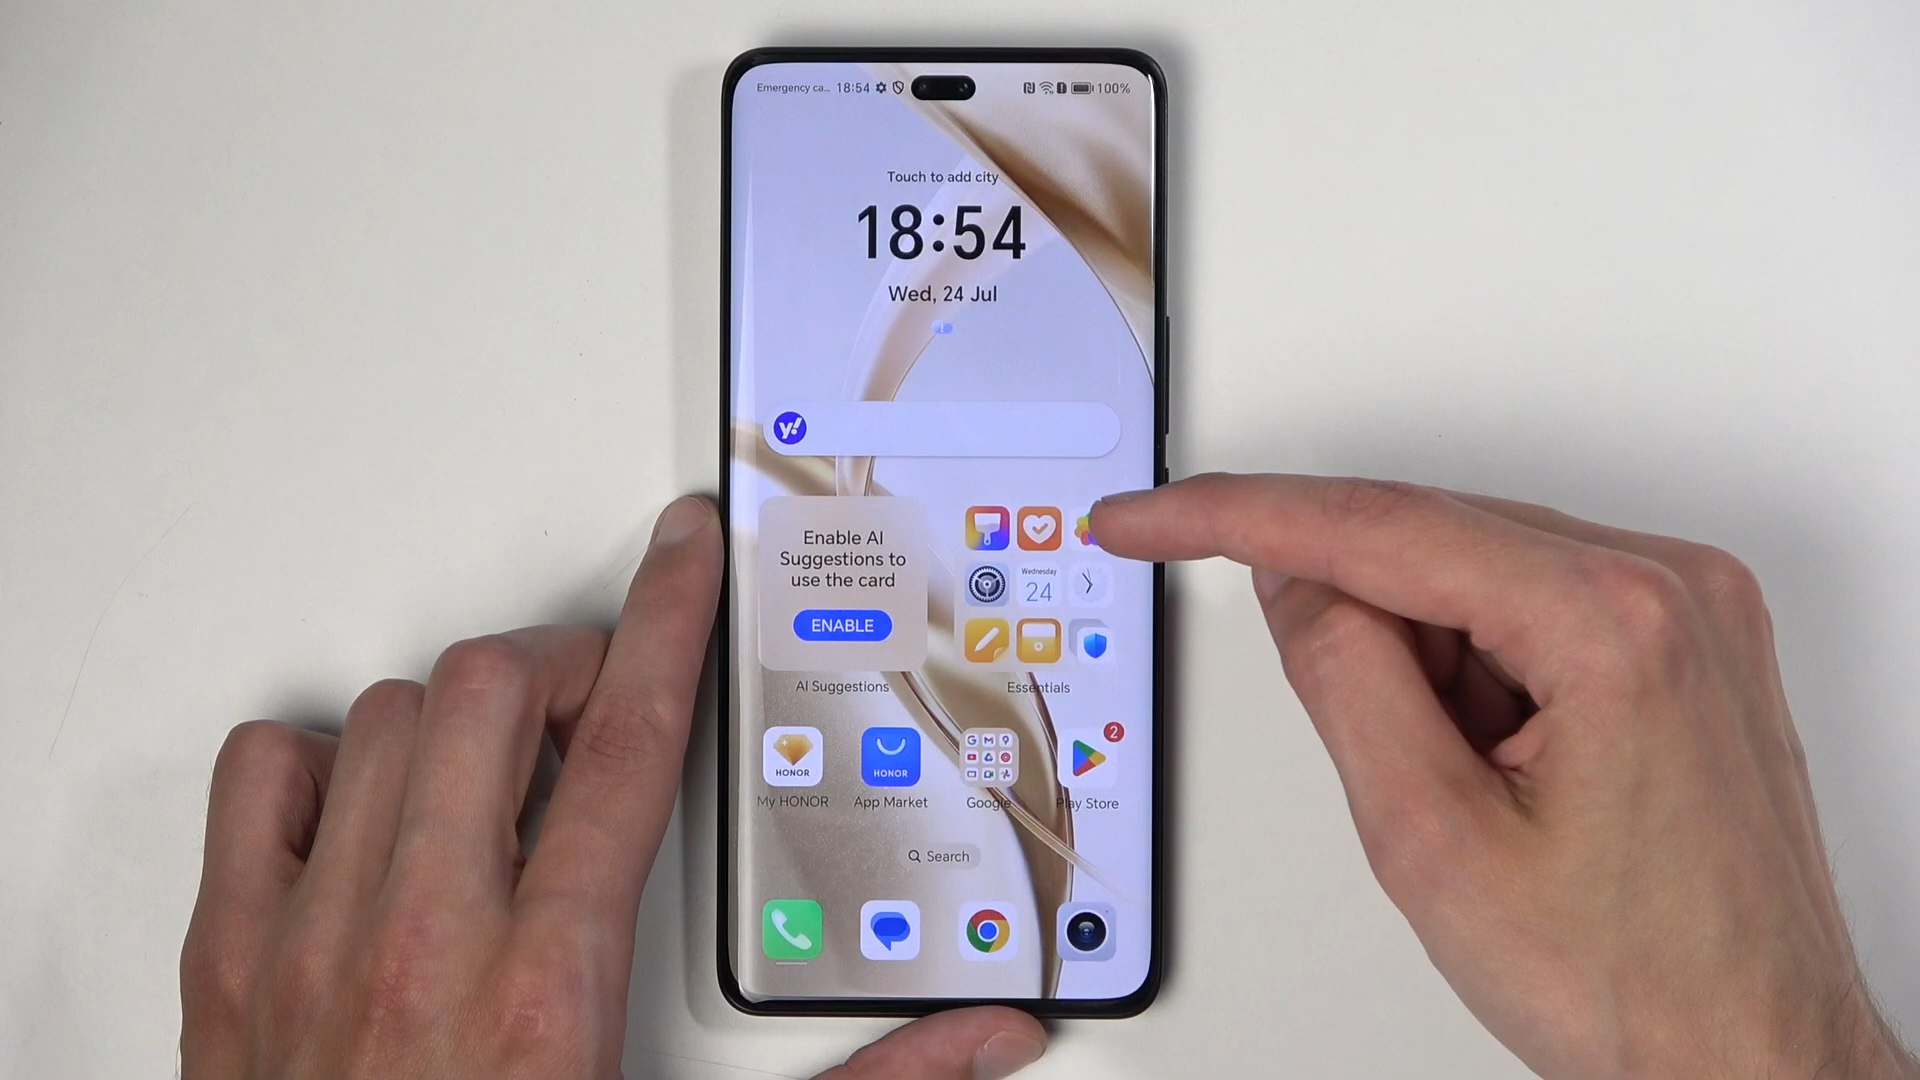 Emergency ca... 18:54 100%
Touch to add city
18:54
Wed, 24 Jul
y!
Enable AI
Suggestions to
use the card
ENABLE
Wednesday
24
AI Suggestions
Essentials
2
HONOR
HONOR
My HONOR
App Market
Google
Play Store
Search